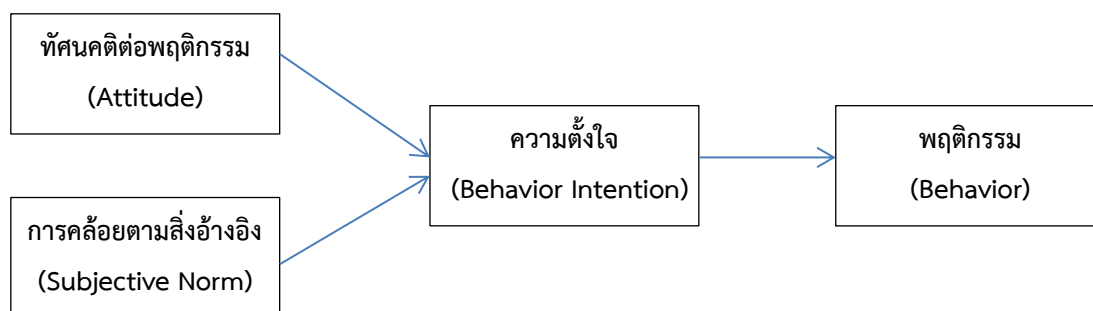 ทัศนคติต่อพฤติกรรม
(Attitude)
การคล้อยตามสิ่งอ้างอิง
(Subjective Norm)
ความตั้งใจ
(Behavior Intention)
พฤติกรรม
(Behavior)